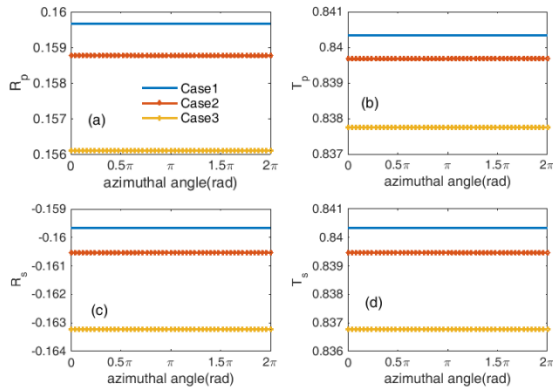 0.16
0.159
0.158
0.157
0.156
R_p
Case1
Case2
Case3
(a)
0 0.5π π 1.5π 2π
azimuthal angle(rad)
0.841
0.84
0.839
0.838
0.837
T_p
(b)
0 0.5π π 1.5π 2π
azimuthal angle(rad)
-0.159
-0.16
-0.161
-0.162
-0.163
-0.164
R_s
(c)
0 0.5π π 1.5π 2π
azimuthal angle(rad)
0.841
0.84
0.839
0.838
0.837
0.836
T_s
(d)
0 0.5π π 1.5π 2π
azimuthal angle(rad)